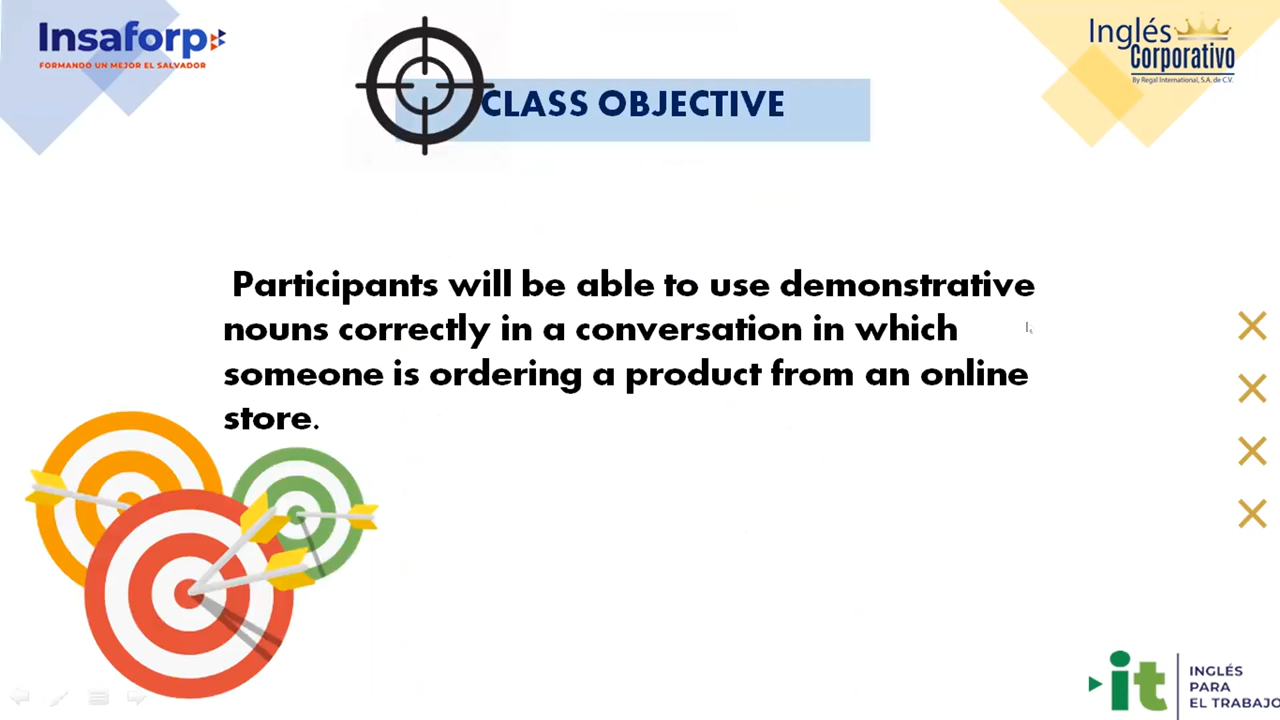 Insaforp
FORMANDO UN MEJOR EL SALVADOR
Inglés
Corporativo
By Regal International, S.A. de C.V.
CLASS OBJECTIVE
Participants will be able to use demonstrative
nouns correctly in a conversation in which
someone is ordering a product from an online
store.
it
INGLÉS
PARA
EL TRABAJO